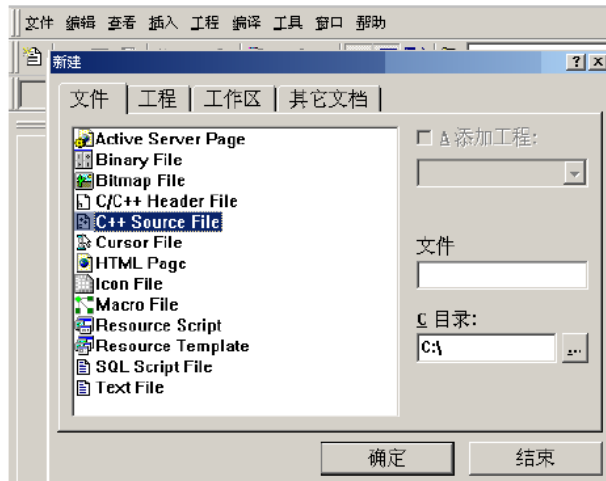 文件 编辑 查看 插入 工程 编译 工具 窗口 帮助
新建
文件 工程 工作区 其它文档
Active Server Page
Binary File
Bitmap File
C/C++ Header File
C++ Source File
Cursor File
HTML Page
Icon File
Macro File
Resource Script
Resource Template
SQL Script File
Text File
A 添加工程:
文件
C 目录:
C:\
...
确定 结束